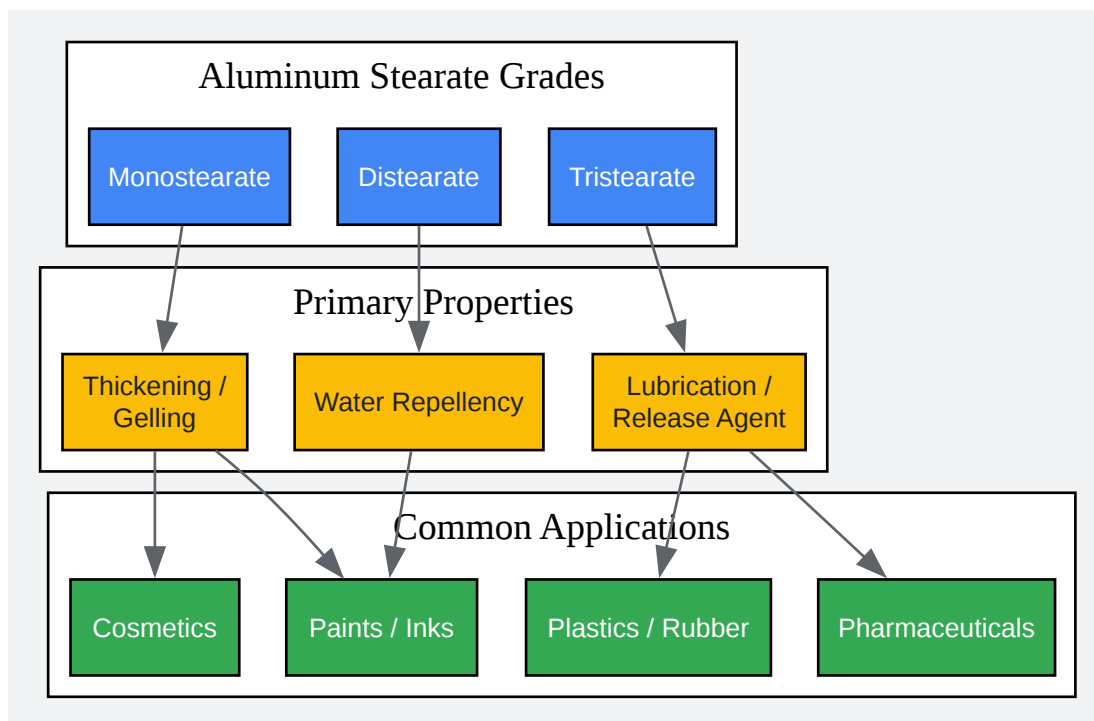 Aluminum Stearate Grades
Monostearate
Distearate
Tristearate
Primary Properties
Thickening /
Gelling
Water Repellency
Lubrication /
Release Agent
Common Applications
Cosmetics
Paints / Inks
Plastics / Rubber
Pharmaceuticals